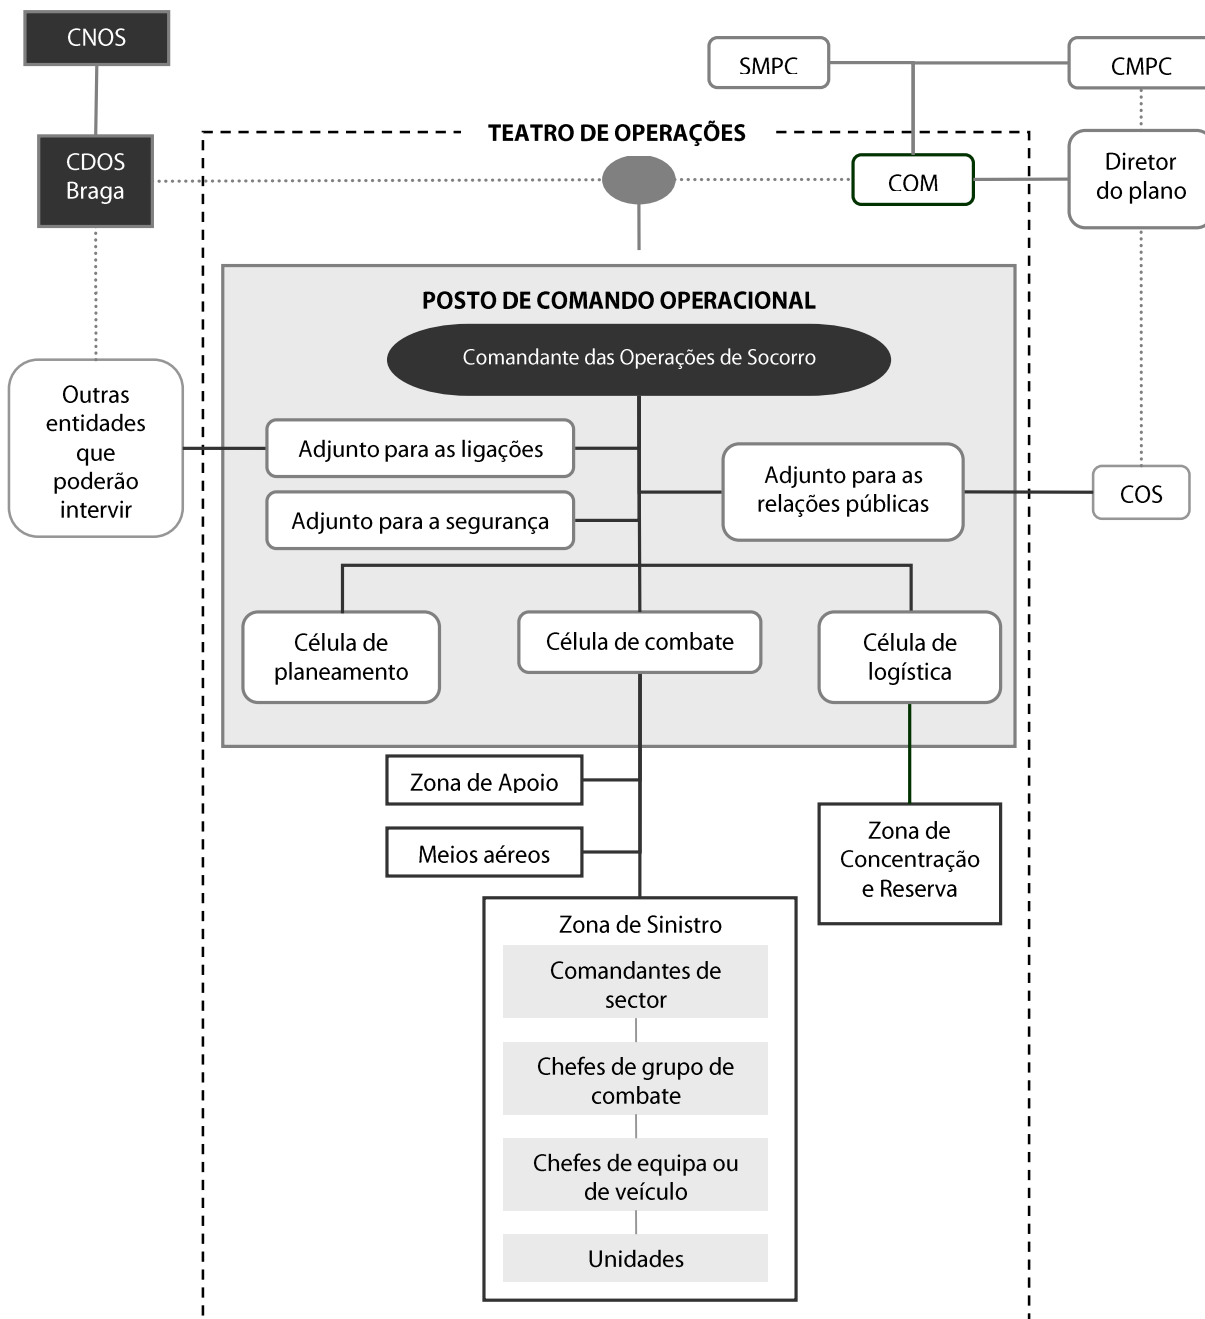 CNOS
SMPC
CMPC
TEATRO DE OPERAÇÕES
CDOS
Braga
COM
Diretor
do plano
POSTO DE COMANDO OPERACIONAL
Comandante das Operações de Socorro
Outras
entidades
que
poderão
intervir
Adjunto para as ligações
Adjunto para a segurança
Adjunto para as
relações públicas
COS
Célula de
planeamento
Célula de combate
Célula de
logística
Zona de Apoio
Meios aéreos
Zona de
Concentração
e Reserva
Zona de Sinistro
Comandantes de
sector
Chefes de grupo de
combate
Chefes de equipa ou
de veículo
Unidades